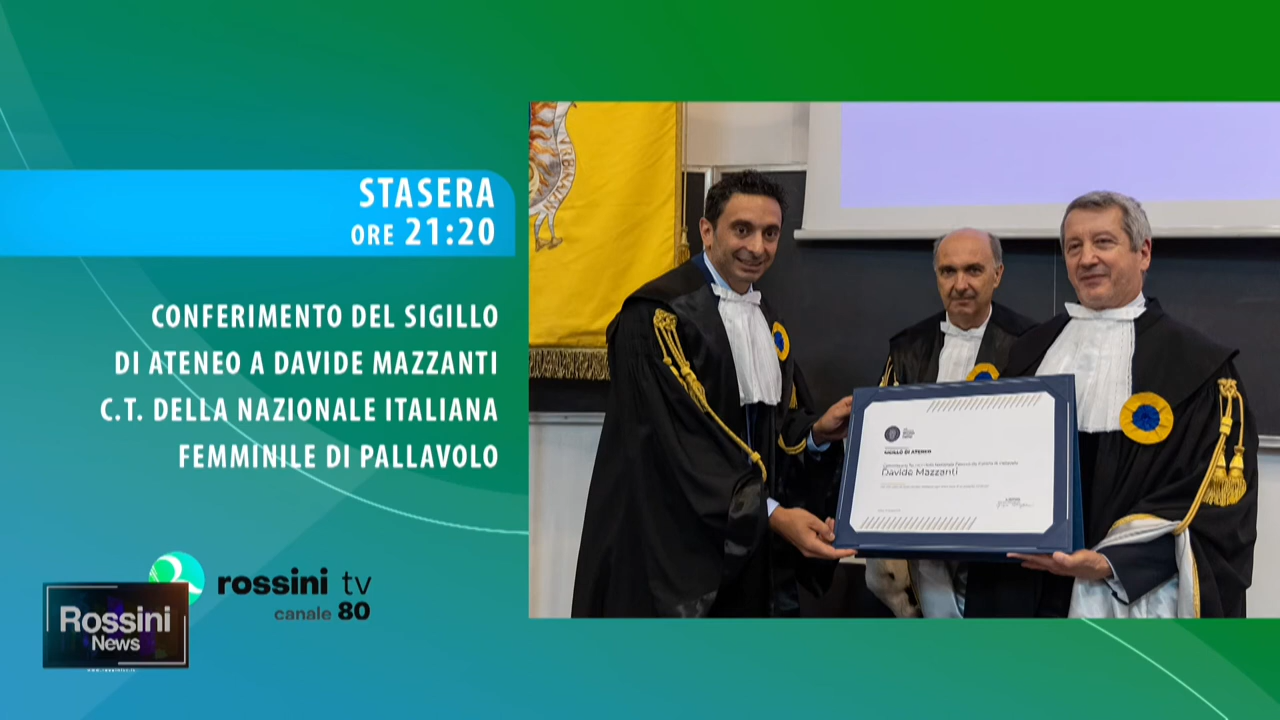 STASERA
ORE 21:20
CONFERIMENTO DEL SIGILLO
DI ATENEO A DAVIDE MAZZANTI
C.T. DELLA NAZIONALE ITALIANA
FEMMINILE DI PALLAVOLO
rossini tv
canale 80
Rossini
News
SIGILLO DI ATENEO
Davide Mazzanti